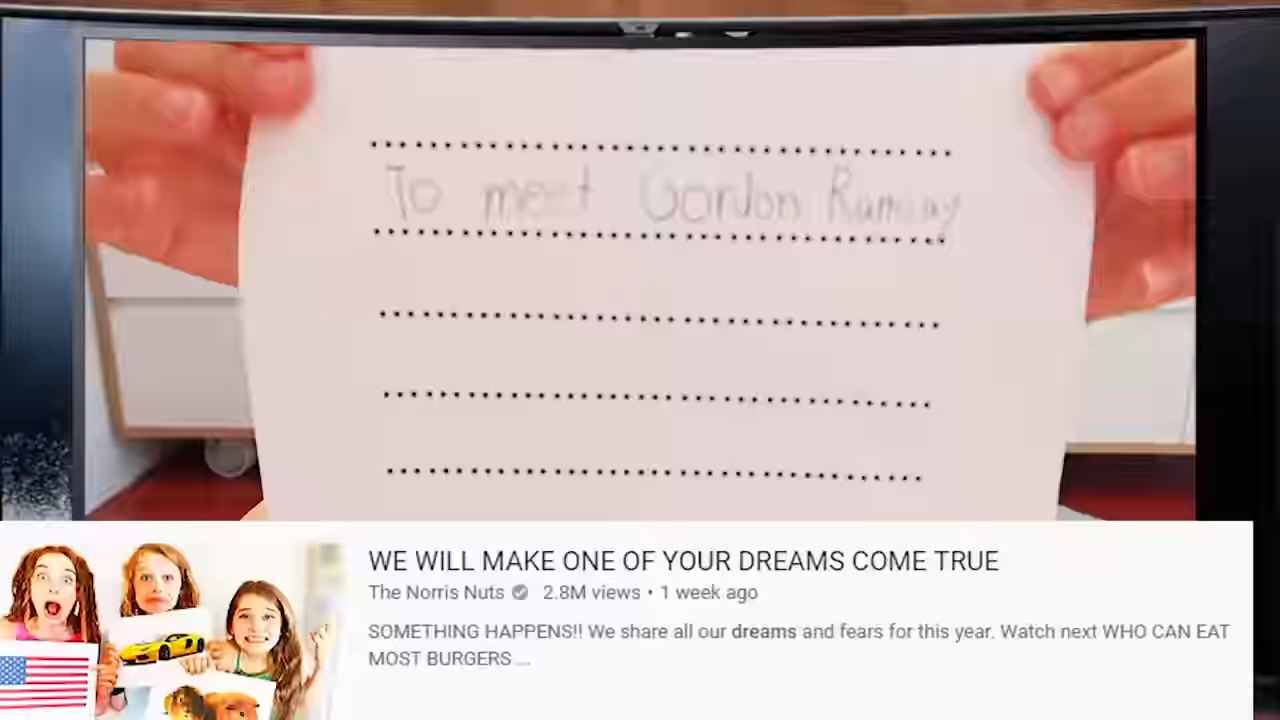 To meet Gordon Ramsay
WE WILL MAKE ONE OF YOUR DREAMS COME TRUE
The Norris Nuts 2.8M views • 1 week ago
SOMETHING HAPPENS!! We share all our dreams and fears for this year. Watch next WHO CAN EAT
MOST BURGERS ...